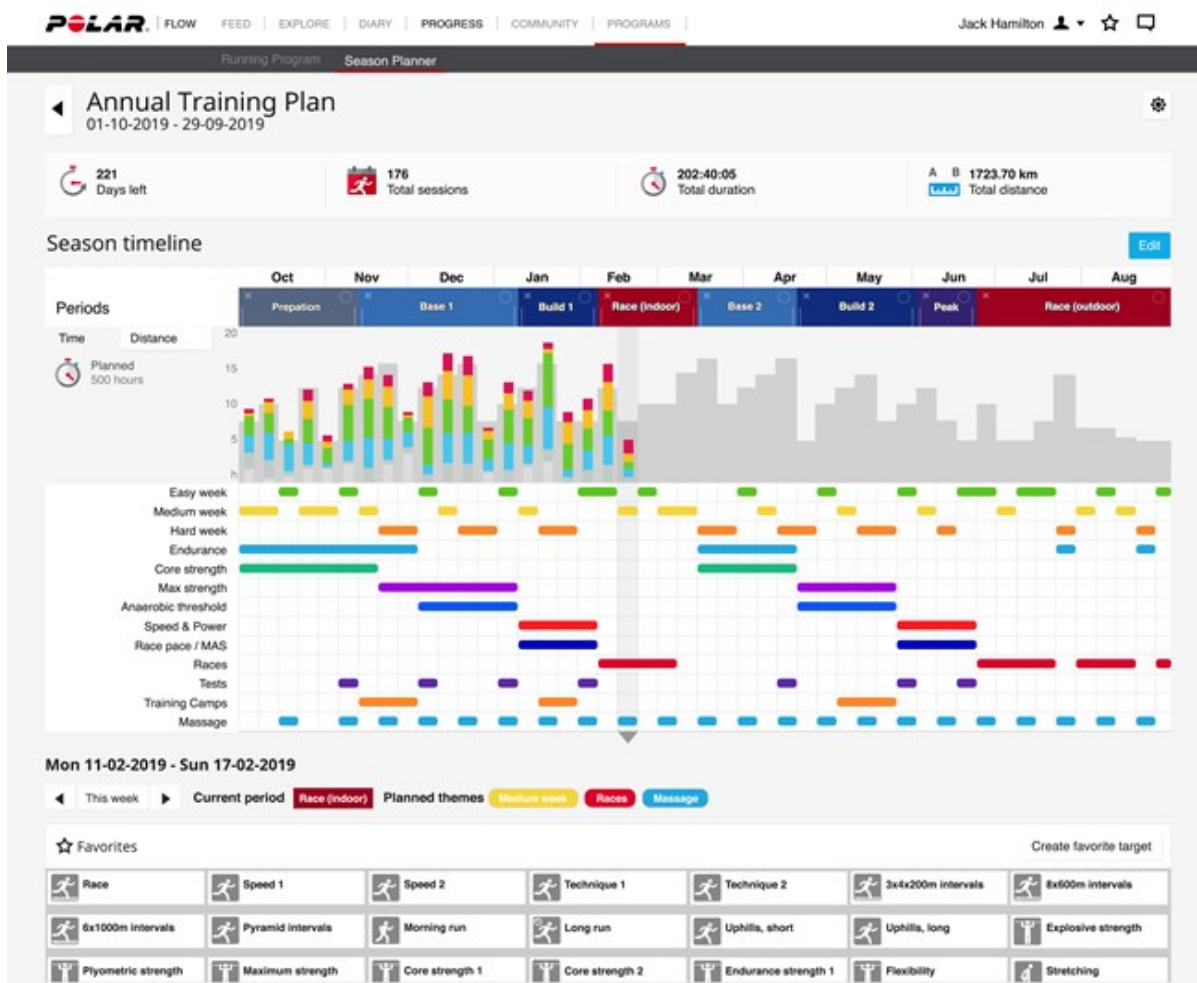 POLAR. FLOW FEED EXPLORE DIARY PROGRESS COMMUNITY PROGRAMS Jack Hamilton
Running Program Season Planner
Annual Training Plan
01-10-2019 - 29-09-2019
221 176 202:40:05 A B 1723.70 km
Days left Total sessions Total duration Total distance
Season timeline Edit
Oct Nov Dec Jan Feb Mar Apr May Jun Jul Aug
Periods Prepation Base 1 Build 1 Race (indoor) Base 2 Build 2 Peak Race (outdoor)
Time Distance 20
Planned 15
500 hours
10
5
h
Easy week
Medium week
Hard week
Endurance
Core strength
Max strength
Anaerobic threshold
Speed & Power
Race pace / MAS
Races
Tests
Training Camps
Massage
Mon 11-02-2019 - Sun 17-02-2019
This week Current period Race (indoor) Planned themes Medium week Races Massage
Favorites Create favorite target
Race Speed 1 Speed 2 Technique 1 Technique 2 3x4x200m intervals 8x600m intervals
6x1000m intervals Pyramid intervals Morning run Long run Uphills, short Uphills, long Explosive strength
Plyometric strength Maximum strength Core strength 1 Core strength 2 Endurance strength 1 Flexibility Stretching